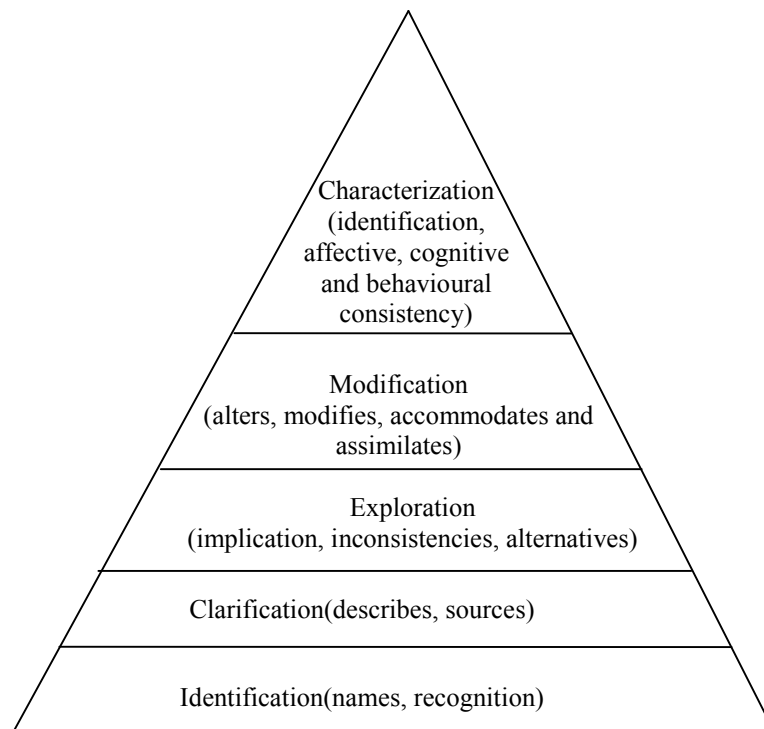 Characterization
(identification,
affective, cognitive
and behavioural
consistency)
Modification
(alters, modifies, accommodates and
assimilates)
Exploration
(implication, inconsistencies, alternatives)
Clarification(describes, sources)
Identification(names, recognition)